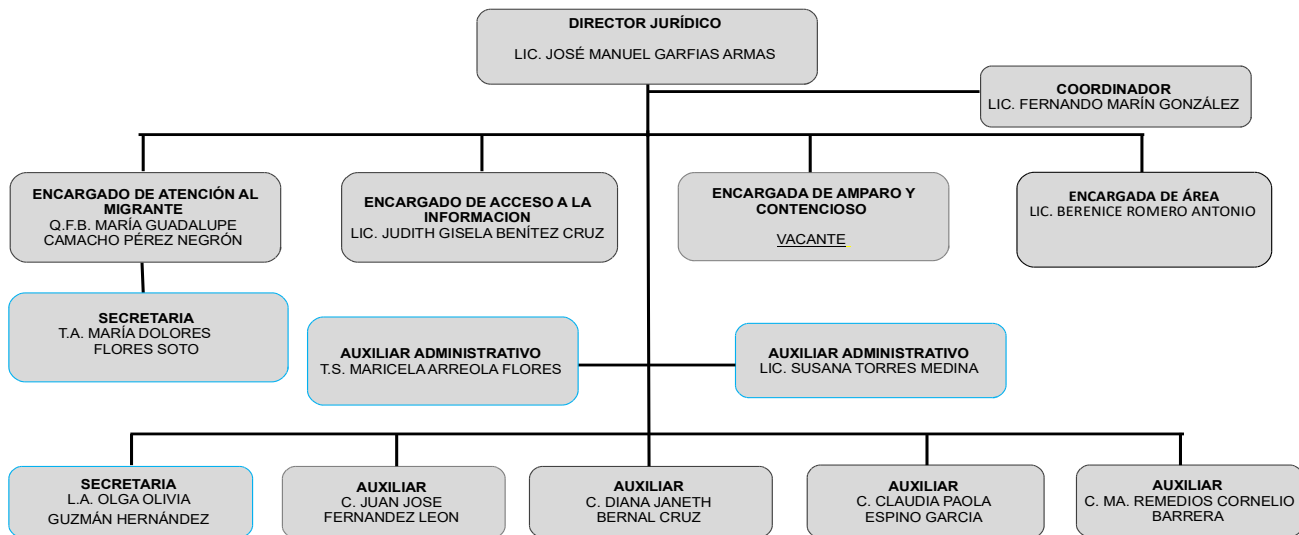 DIRECTOR JURÍDICO
LIC. JOSÉ MANUEL GARFIAS ARMAS
COORDINADOR
LIC. FERNANDO MARÍN GONZÁLEZ
ENCARGADO DE ATENCIÓN AL
MIGRANTE
Q.F.B. MARÍA GUADALUPE
CAMACHO PÉREZ NEGRÓN
ENCARGADO DE ACCESO A LA
INFORMACION
LIC. JUDITH GISELA BENÍTEZ CRUZ
ENCARGADA DE AMPARO Y
CONTENCIOSO
VACANTE
ENCARGADA DE ÁREA
LIC. BERENICE ROMERO ANTONIO
SECRETARIA
T.A. MARÍA DOLORES
FLORES SOTO
AUXILIAR ADMINISTRATIVO
T.S. MARICELA ARREOLA FLORES
AUXILIAR ADMINISTRATIVO
LIC. SUSANA TORRES MEDINA
SECRETARIA
L.A. OLGA OLIVIA
GUZMÁN HERNÁNDEZ
AUXILIAR
C. JUAN JOSE
FERNANDEZ LEON
AUXILIAR
C. DIANA JANETH
BERNAL CRUZ
AUXILIAR
C. CLAUDIA PAOLA
ESPINO GARCIA
AUXILIAR
C. MA. REMEDIOS CORNELIO
BARRERA